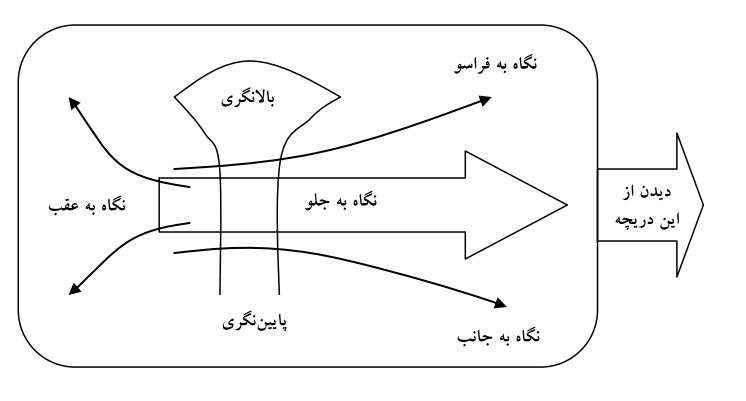 نگاه به فراسو
بالانگری
دیدن از
این دریچه
نگاه به جلو
نگاه به عقب
پایین‌نگری
نگاه به جانب